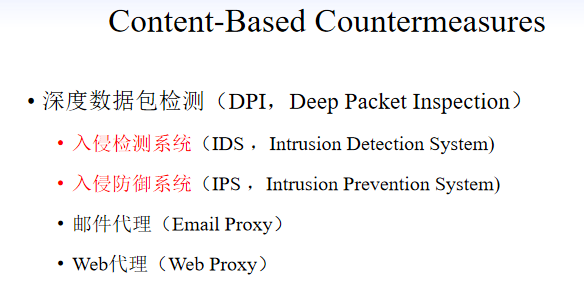 Content-Based Countermeasures
• 深度数据包检测（DPI，Deep Packet Inspection）
• 入侵检测系统（IDS ，Intrusion Detection System)
• 入侵防御系统（IPS ，Intrusion Prevention System)
• 邮件代理（Email Proxy）
• Web代理（Web Proxy）